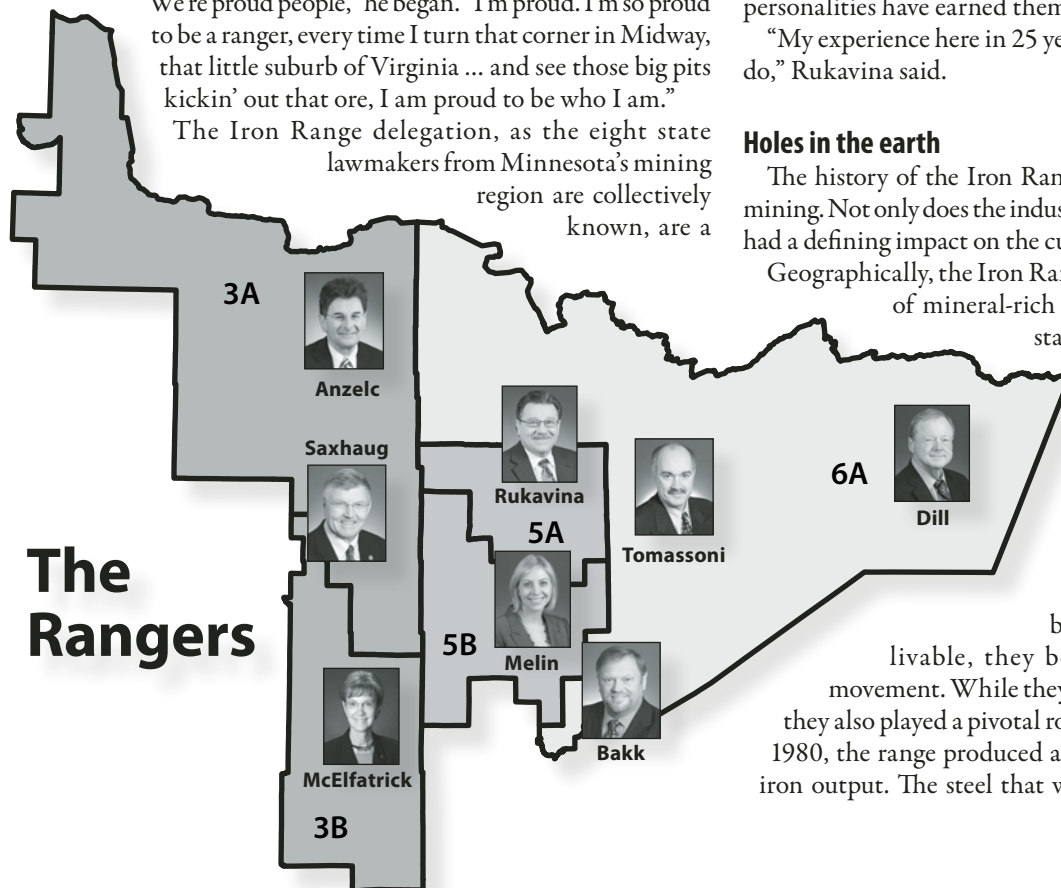 "We're proud people," he began. "I'm proud. I'm so proud
to be a ranger, every time I turn that corner in Midway,
that little suburb of Virginia ... and see those big pits
kickin' out that ore, I am proud to be who I am."
The Iron Range delegation, as the eight state
lawmakers from Minnesota's mining
region are collectively
known, are a
personalities have earned them
"My experience here in 25 ye
do," Rukavina said.
Holes in the earth
The history of the Iron Ran
mining. Not only does the indus
had a defining impact on the cu
Geographically, the Iron Ra
of mineral-rich
sta
3A
Anzelc
Saxhaug
Rukavina
5A
Tomassoni
6A
Dill
The
Rangers
5B
Melin
Bakk
McElfatrick
3B
b
livable, they be
movement. While they
they also played a pivotal ro
1980, the range produced a
iron output. The steel that w